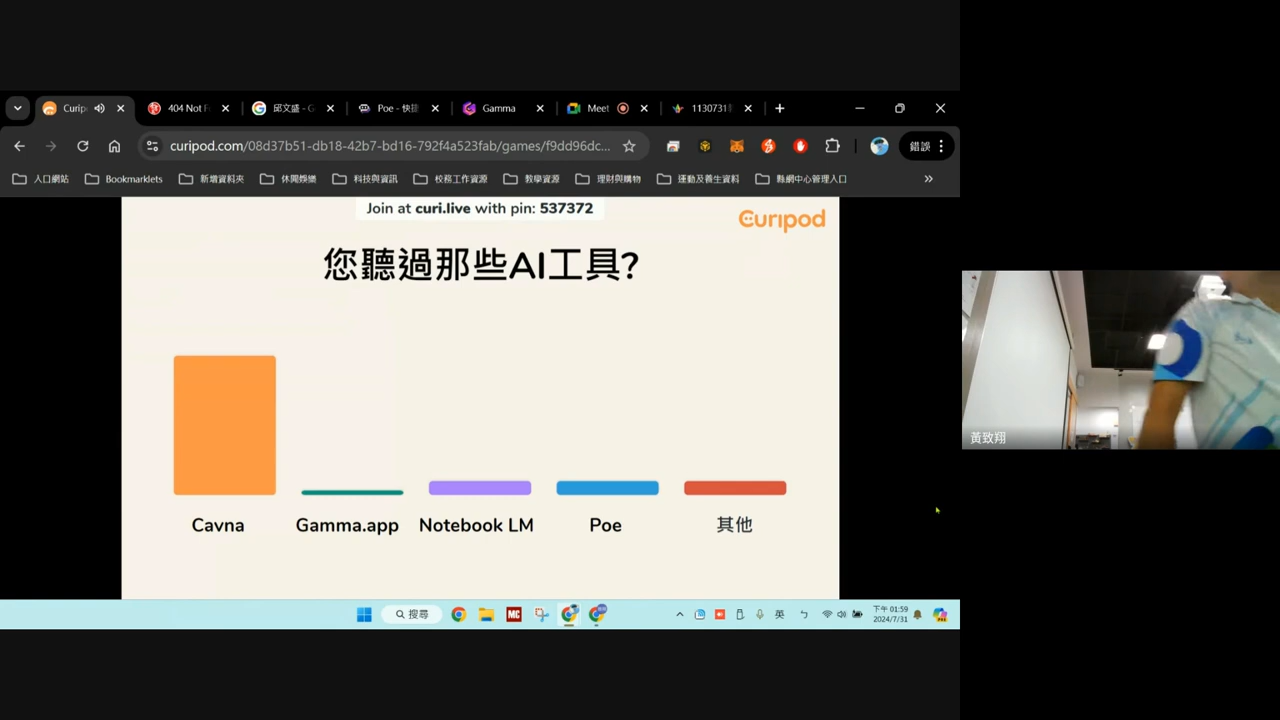 Curip
404 Not F
邱文盛 - G
Poe - 快捷
Gamma
Meet
1130731
curipod.com/08d37b51-db18-42b7-bd16-792f4a523fab/games/f9dd96dc...
錯誤
人口網站
Bookmarklets
新增資料夾
休閒娛樂
科技與資訊
校務工作資源
教學資源
理財與購物
運動及養生資料
縣網中心管理入口
Join at curi.live with pin: 537372
Curipod
您聽過那些AI工具?
Cavna
Gamma.app
Notebook LM
Poe
其他
黃致翔
搜尋
MC
英
ㄅ
下午 01:59
2024/7/31